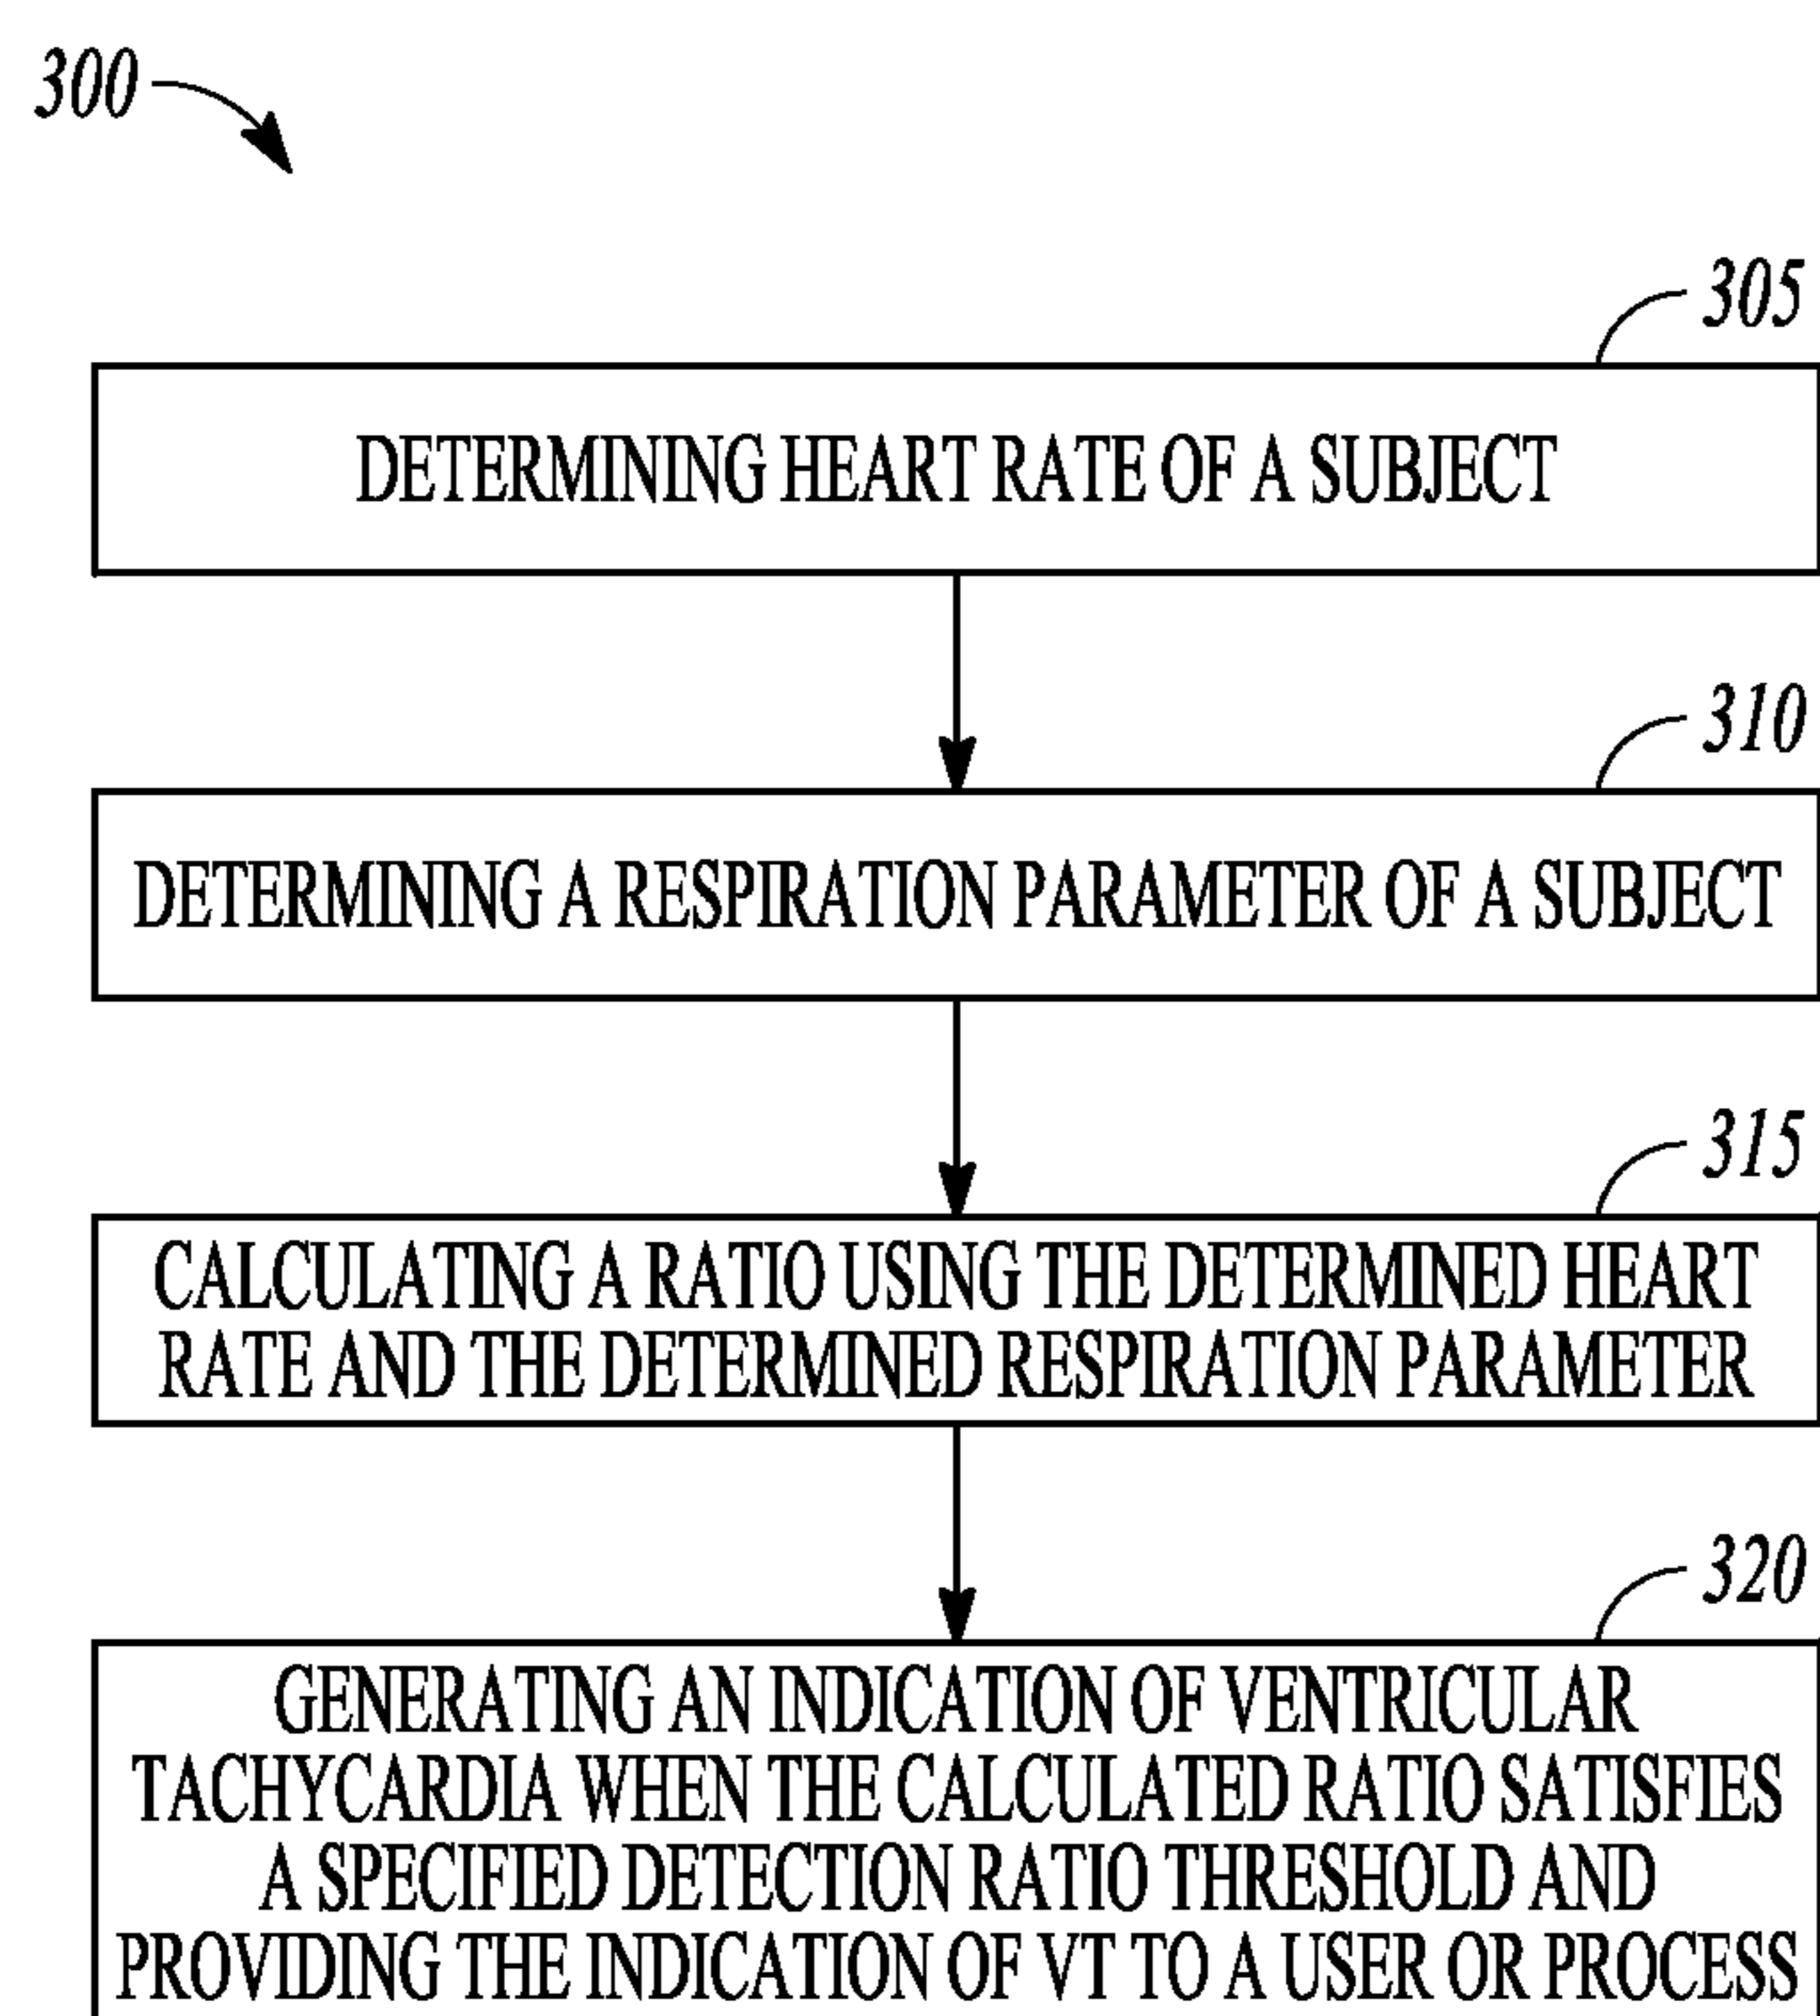 300
305
DETERMINING HEART RATE OF A SUBJECT
310
DETERMINING A RESPIRATION PARAMETER OF A SUBJECT
315
CALCULATING A RATIO USING THE DETERMINED HEART
RATE AND THE DETERMINED RESPIRATION PARAMETER
320
GENERATING AN INDICATION OF VENTRICULAR
TACHYCARDIA WHEN THE CALCULATED RATIO SATISFIES
A SPECIFIED DETECTION RATIO THRESHOLD AND
PROVIDING THE INDICATION OF VT TO A USER OR PROCESS